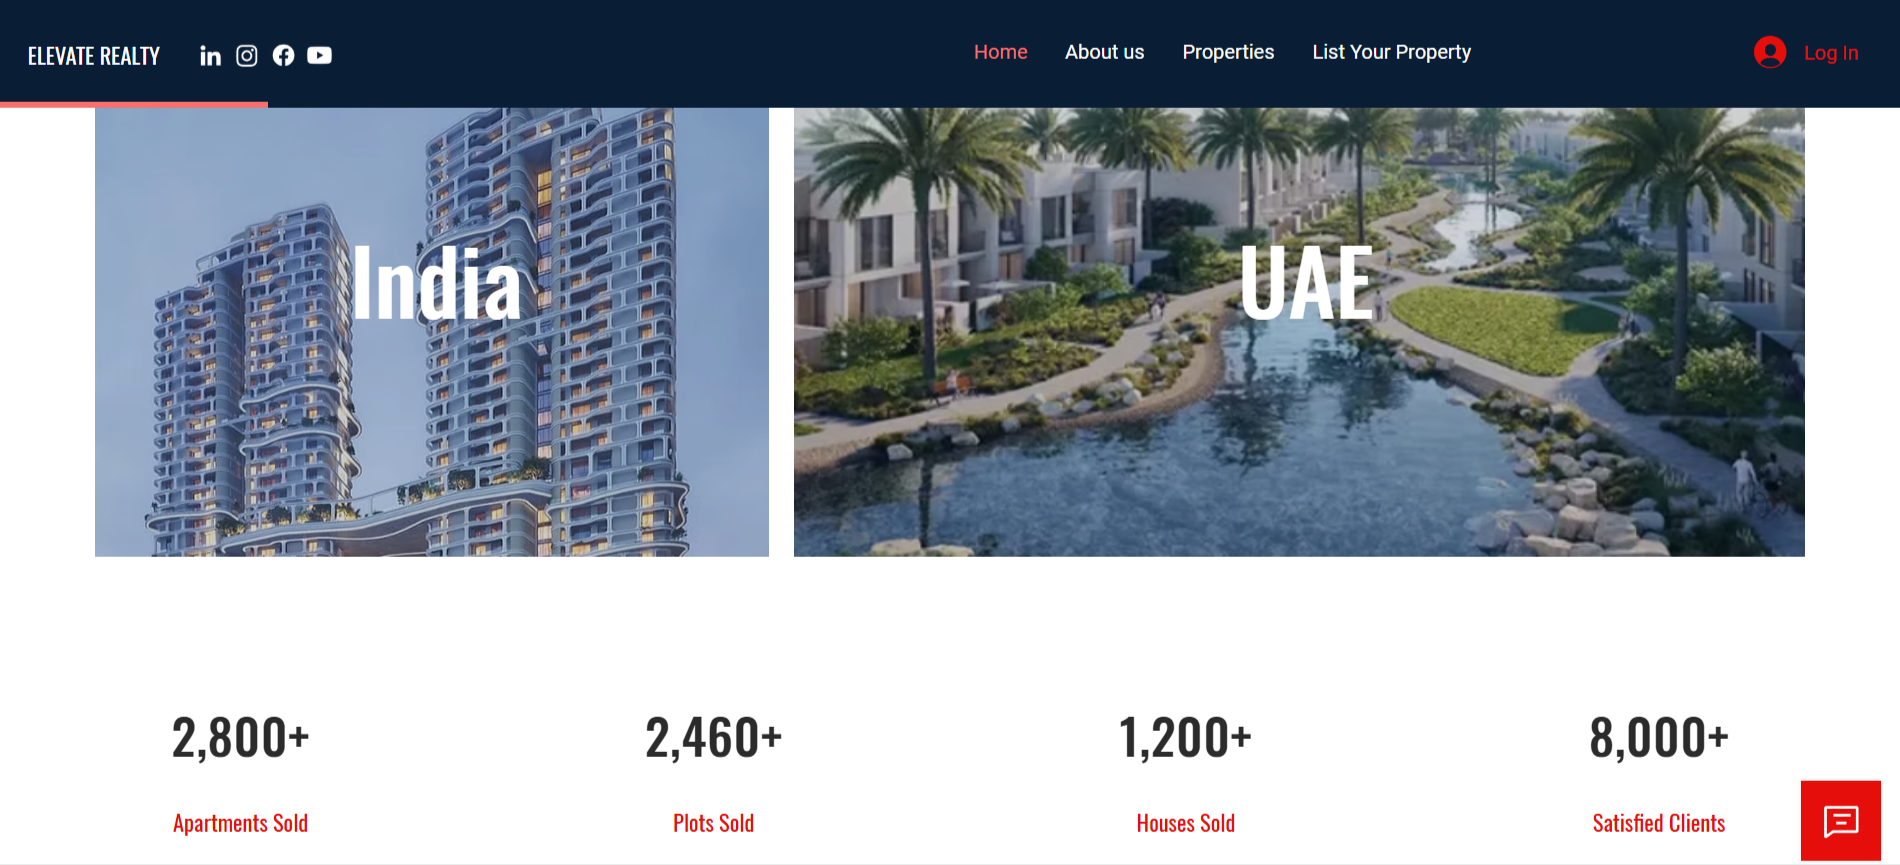 ELEVATE REALTY
Home About us Properties List Your Property
Log In
India
UAE
2,800+
Apartments Sold
2,460+
Plots Sold
1,200+
Houses Sold
8,000+
Satisfied Clients